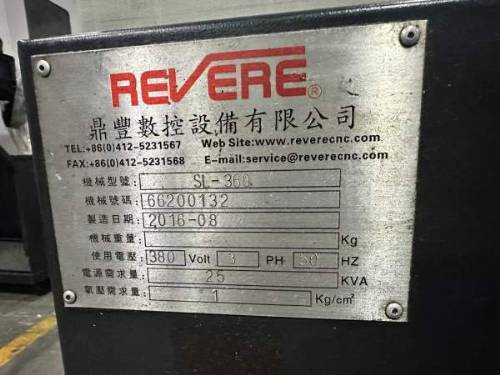 REVERE®
鼎豐數控設備有限公司
TEL:+86(0)412-5231567 Web Site:www.reverecnc.com
FAX:+86(0)412-5231568 E-mail:service@reverecnc.com
機械型號: SL-360
機械號碼: 66200132
製造日期: 2016-08
機械重量: Kg
使用電壓: 380 Volt 3 PH 50 HZ
電源需求量: 25 KVA
氣壓需求量: 1 Kg/cm²